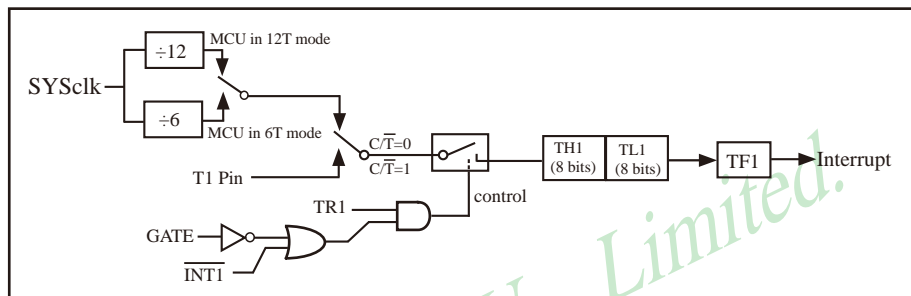 ÷12
MCU in 12T mode
SYSclk
÷6
MCU in 6T mode
C/T̅=0
C/T̅=1
T1 Pin
TH1
(8 bits)
TL1
(8 bits)
TF1
Interrupt
control
TR1
GATE
I̅N̅T̅1̅
Limited.